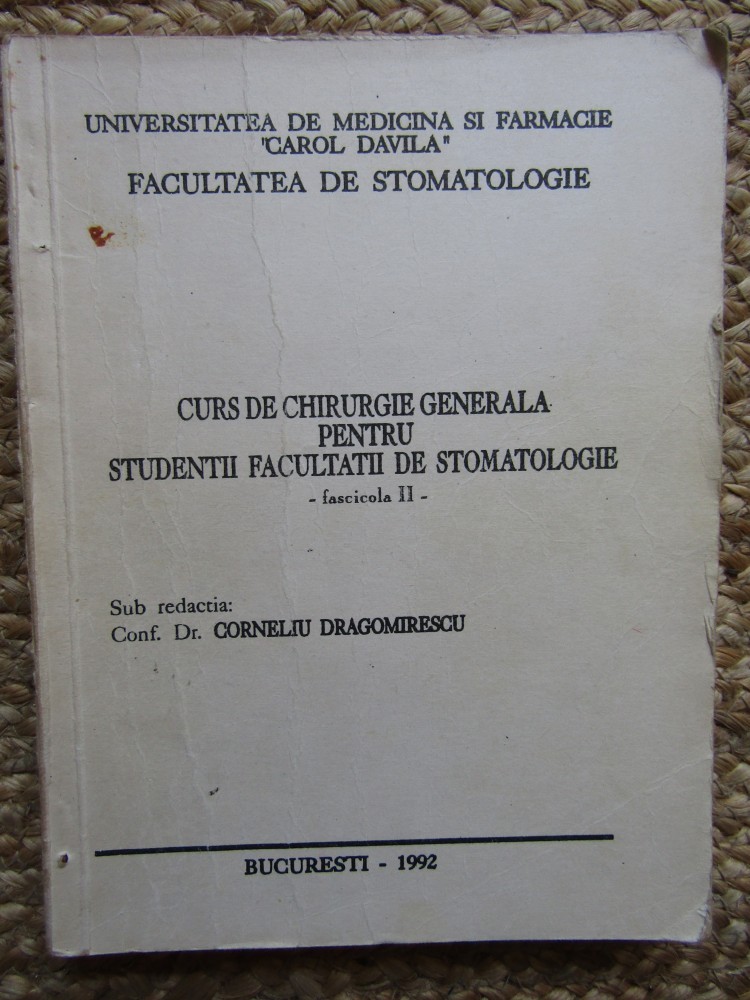 UNIVERSITATEA DE MEDICINA SI FARMACIE
"CAROL DAVILA"
FACULTATEA DE STOMATOLOGIE
CURS DE CHIRURGIE GENERALA
PENTRU
STUDENTII FACULTATII DE STOMATOLOGIE
- fascicola II -
Sub redactia:
Conf. Dr. CORNELIU DRAGOMIRESCU
BUCURESTI - 1992